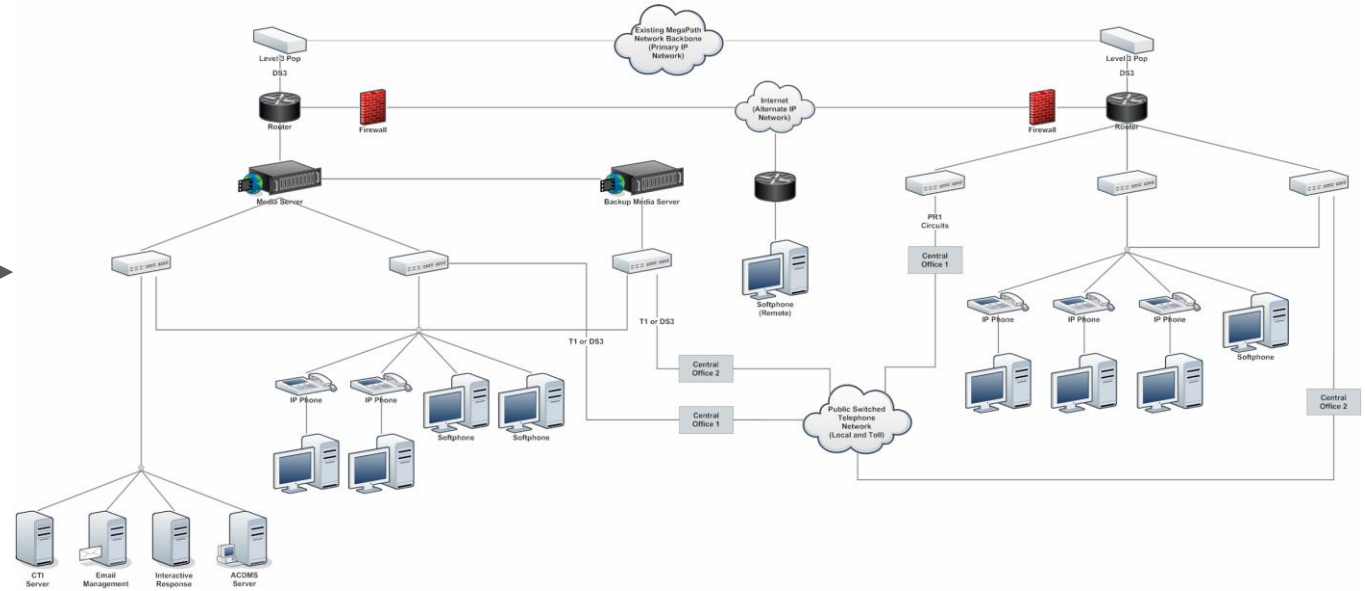 Existing MegaPath
Network Backbone
(Primary IP
Network)
Level 3 Pop
Level 3 Pop
DS3
DS3
Internet
(Alternate IP
Network)
Router
Firewall
Firewall
Router
Media Server
Backup Media Server
PR1
Circuits
Central
Office 1
Softphone
(Remote)
IP Phone
IP Phone
IP Phone
Softphone
T1 or DS3
T1 or DS3
Central
Office 2
IP Phone
IP Phone
Softphone
Softphone
Central
Office 1
Public Switched
Telephone
Network
(Local and Toll)
Central
Office 2
CTI
Server
Email
Management
Interactive
Response
ACDMS
Server